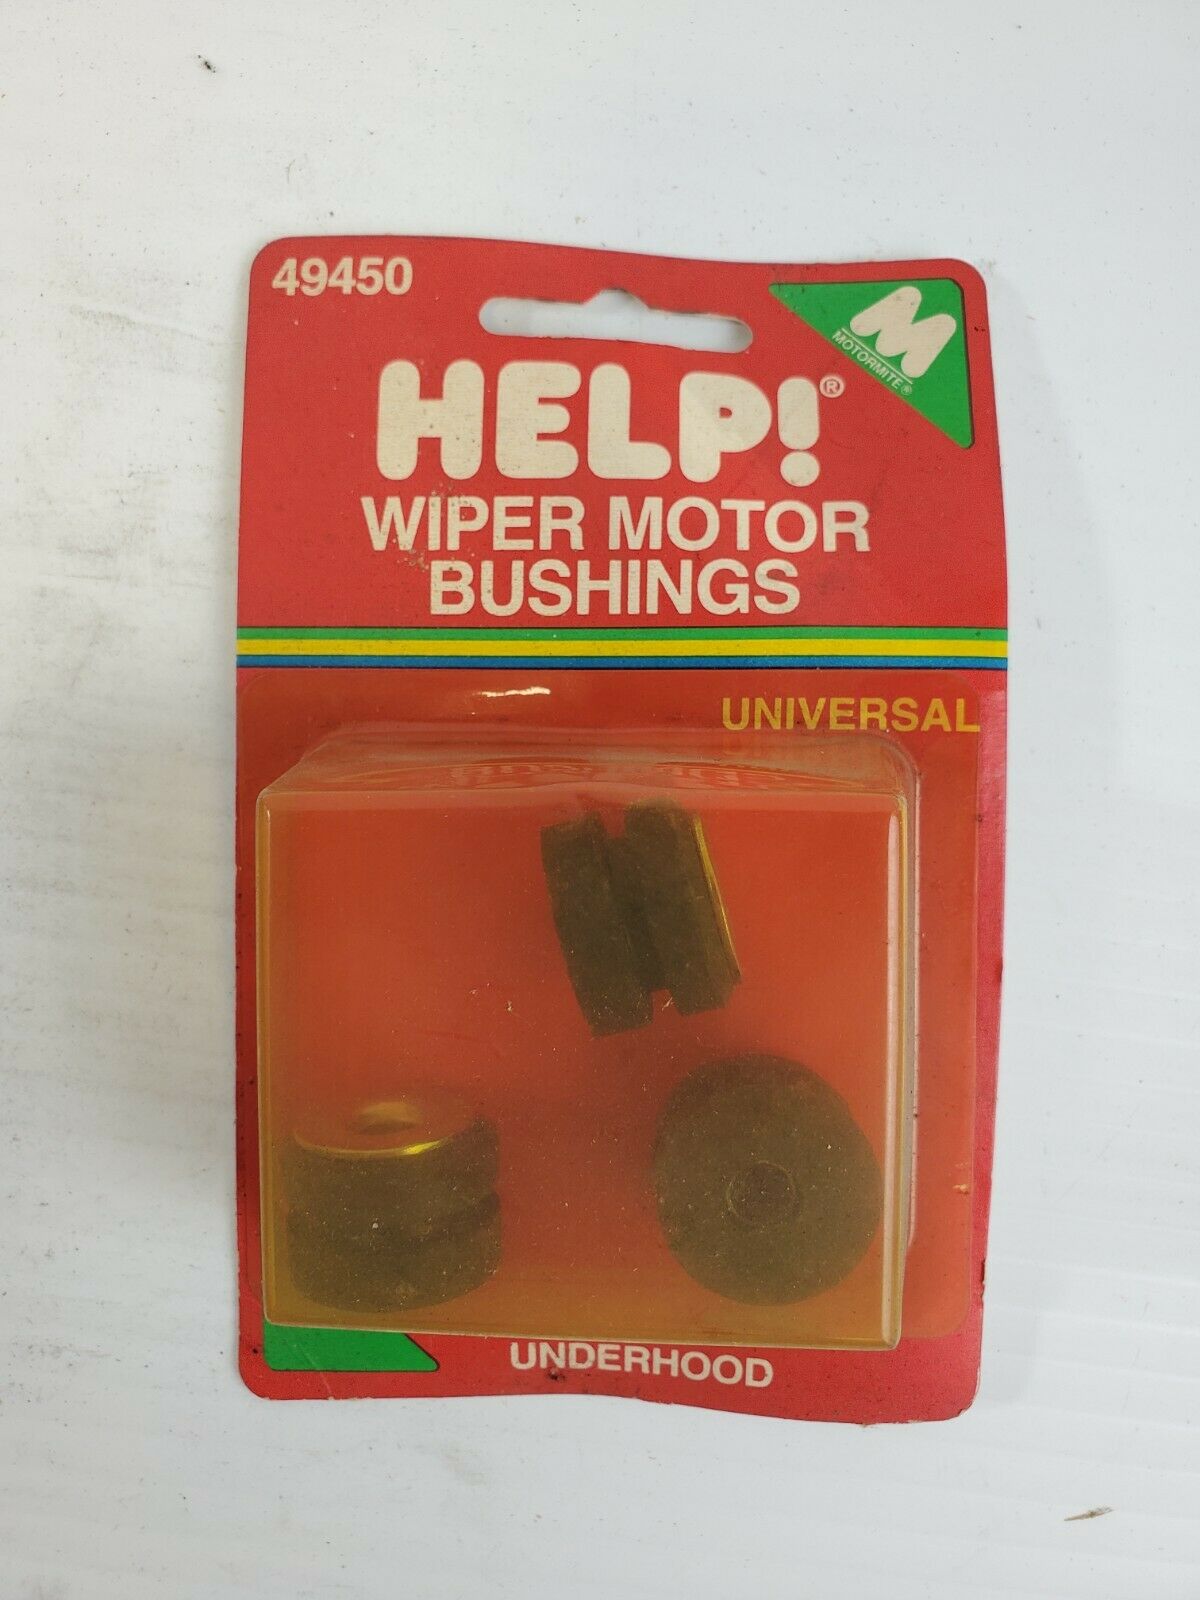 49450
M
MOTORMITE®
HELP!®
WIPER MOTOR
BUSHINGS
UNIVERSAL
UNDERHOOD